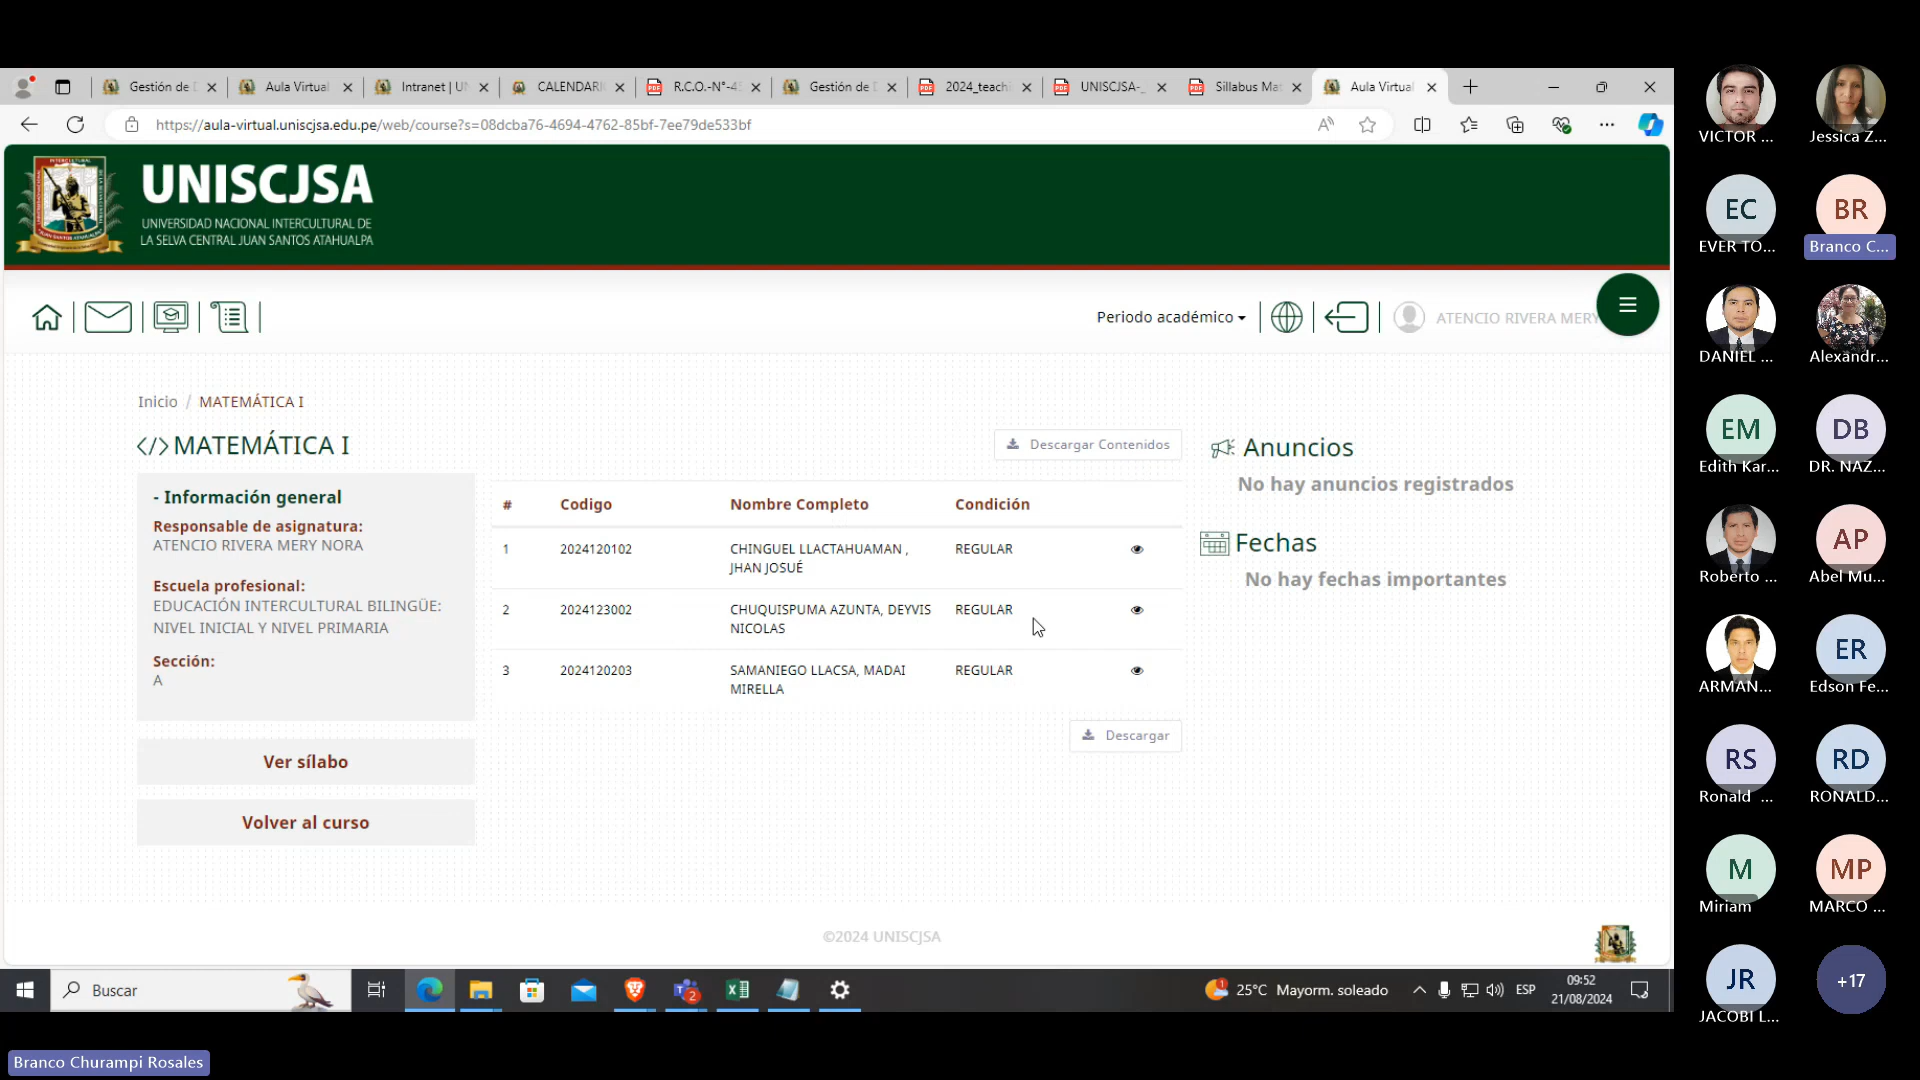 Gestión de D
Aula Virtual
Intranet | UN
CALENDARI
R.C.O.-N°-4
Gestión de D
2024_teachi
UNISCJSA-_
Sillabus Mat
Aula Virtual
https://aula-virtual.uniscjsa.edu.pe/web/course?s=08dcba76-4694-4762-85bf-7ee79de533bf
UNISCJSA
UNIVERSIDAD NACIONAL INTERCULTURAL DE
LA SELVA CENTRAL JUAN SANTOS ATAHUALPA
Periodo académico
ATENCIO RIVERA MERY
Inicio / MATEMÁTICA I
</> MATEMÁTICA I
- Información general
Responsable de asignatura:
ATENCIO RIVERA MERY NORA
Escuela profesional:
EDUCACIÓN INTERCULTURAL BILINGÜE:
NIVEL INICIAL Y NIVEL PRIMARIA
Sección:
A
Ver sílabo
Volver al curso
Descargar Contenidos
# Codigo Nombre Completo Condición
1 2024120102 CHINGUEL LLACTAHUAMAN , REGULAR
JHAN JOSUÉ
2 2024123002 CHUQUISPUMA AZUNTA, DEYVIS REGULAR
NICOLAS
3 2024120203 SAMANIEGO LLACSA, MADAI REGULAR
MIRELLA
Descargar
Anuncios
No hay anuncios registrados
Fechas
No hay fechas importantes
©2024 UNISCJSA
Buscar
2
1
25°C Mayorm. soleado
ESP
09:52
21/08/2024
Branco Churampi Rosales
VICTOR ...
Jessica Z...
EC
EVER TO...
BR
Branco C...
DANIEL ...
Alexandr...
EM
Edith Kar...
DB
DR. NAZ...
Roberto ...
AP
Abel Mu...
ARMAN...
ER
Edson Fe...
RS
Ronald ...
RD
RONALD...
M
Miriam
MP
MARCO ...
JR
JACOBI L...
+17